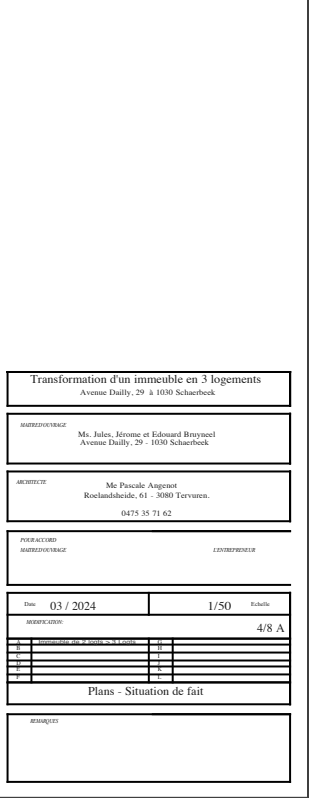 Transformation d'un immeuble en 3 logements
Avenue Dailly, 29 à 1030 Schaerbeek
MAITRE D'OUVRAGE
Ms. Jules, Jérome et Edouard Bruyneel
Avenue Dailly, 29 - 1030 Schaerbeek
ARCHITECTE
Me Pascale Angenot
Roelandsheide, 61 - 3080 Tervuren.
0475 35 71 62
POUR ACCORD
MAITRE D'OUVRAGE L'ENTREPRENEUR
Date 03 / 2024 1/50 Echelle
MODIFICATION:
4/8 A
A Immeuble de 2 logts > 3 Logts G
B H
C I
D J
E K
F L
Plans - Situation de fait
REMARQUES